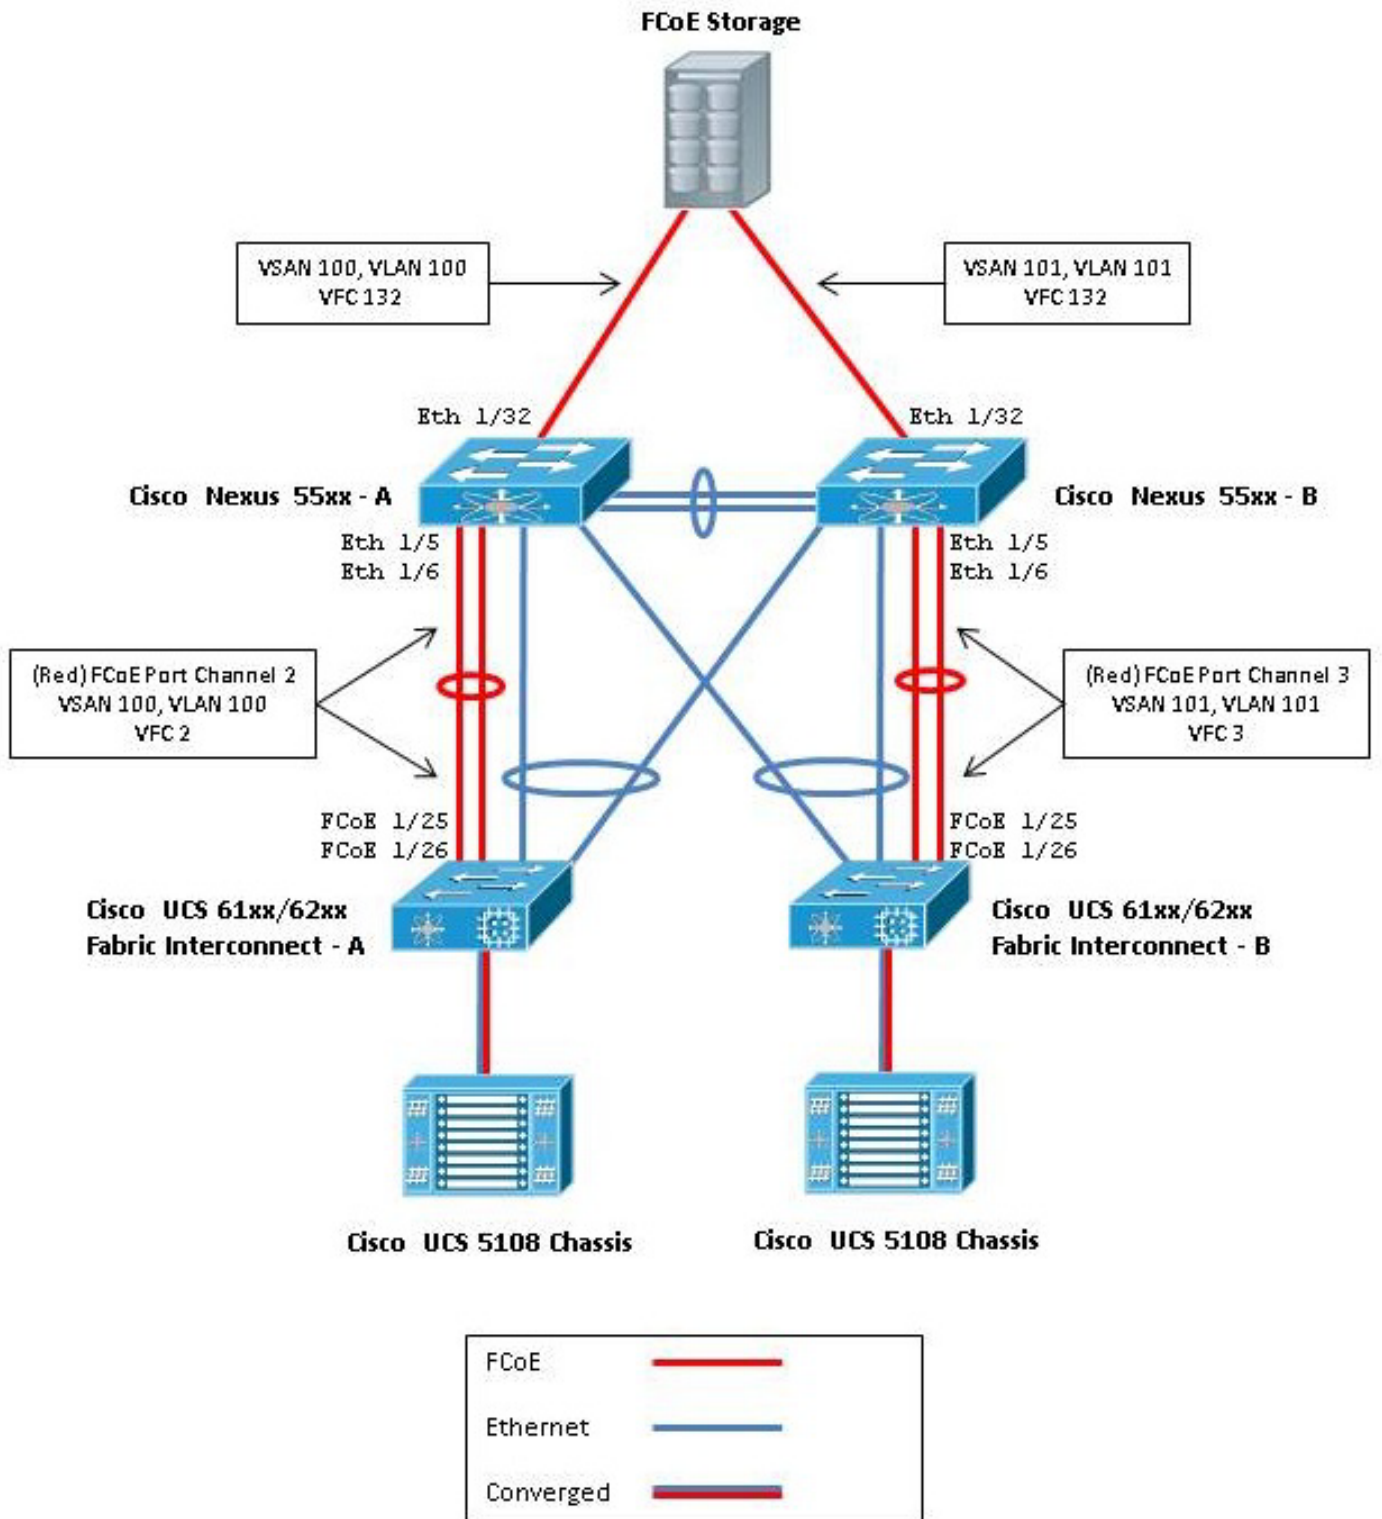 FCoE Storage
VSAN 100, VLAN 100
VFC 132
VSAN 101, VLAN 101
VFC 132
Eth 1/32
Eth 1/32
Cisco Nexus 55xx - A
Cisco Nexus 55xx - B
Eth 1/5
Eth 1/6
Eth 1/5
Eth 1/6
(Red) FCoE Port Channel 2
VSAN 100, VLAN 100
VFC 2
(Red) FCoE Port Channel 3
VSAN 101, VLAN 101
VFC 3
FCoE 1/25
FCoE 1/26
FCoE 1/25
FCoE 1/26
Cisco UCS 61xx/62xx
Fabric Interconnect - A
Cisco UCS 61xx/62xx
Fabric Interconnect - B
Cisco UCS 5108 Chassis
Cisco UCS 5108 Chassis
FCoE
Ethernet
Converged